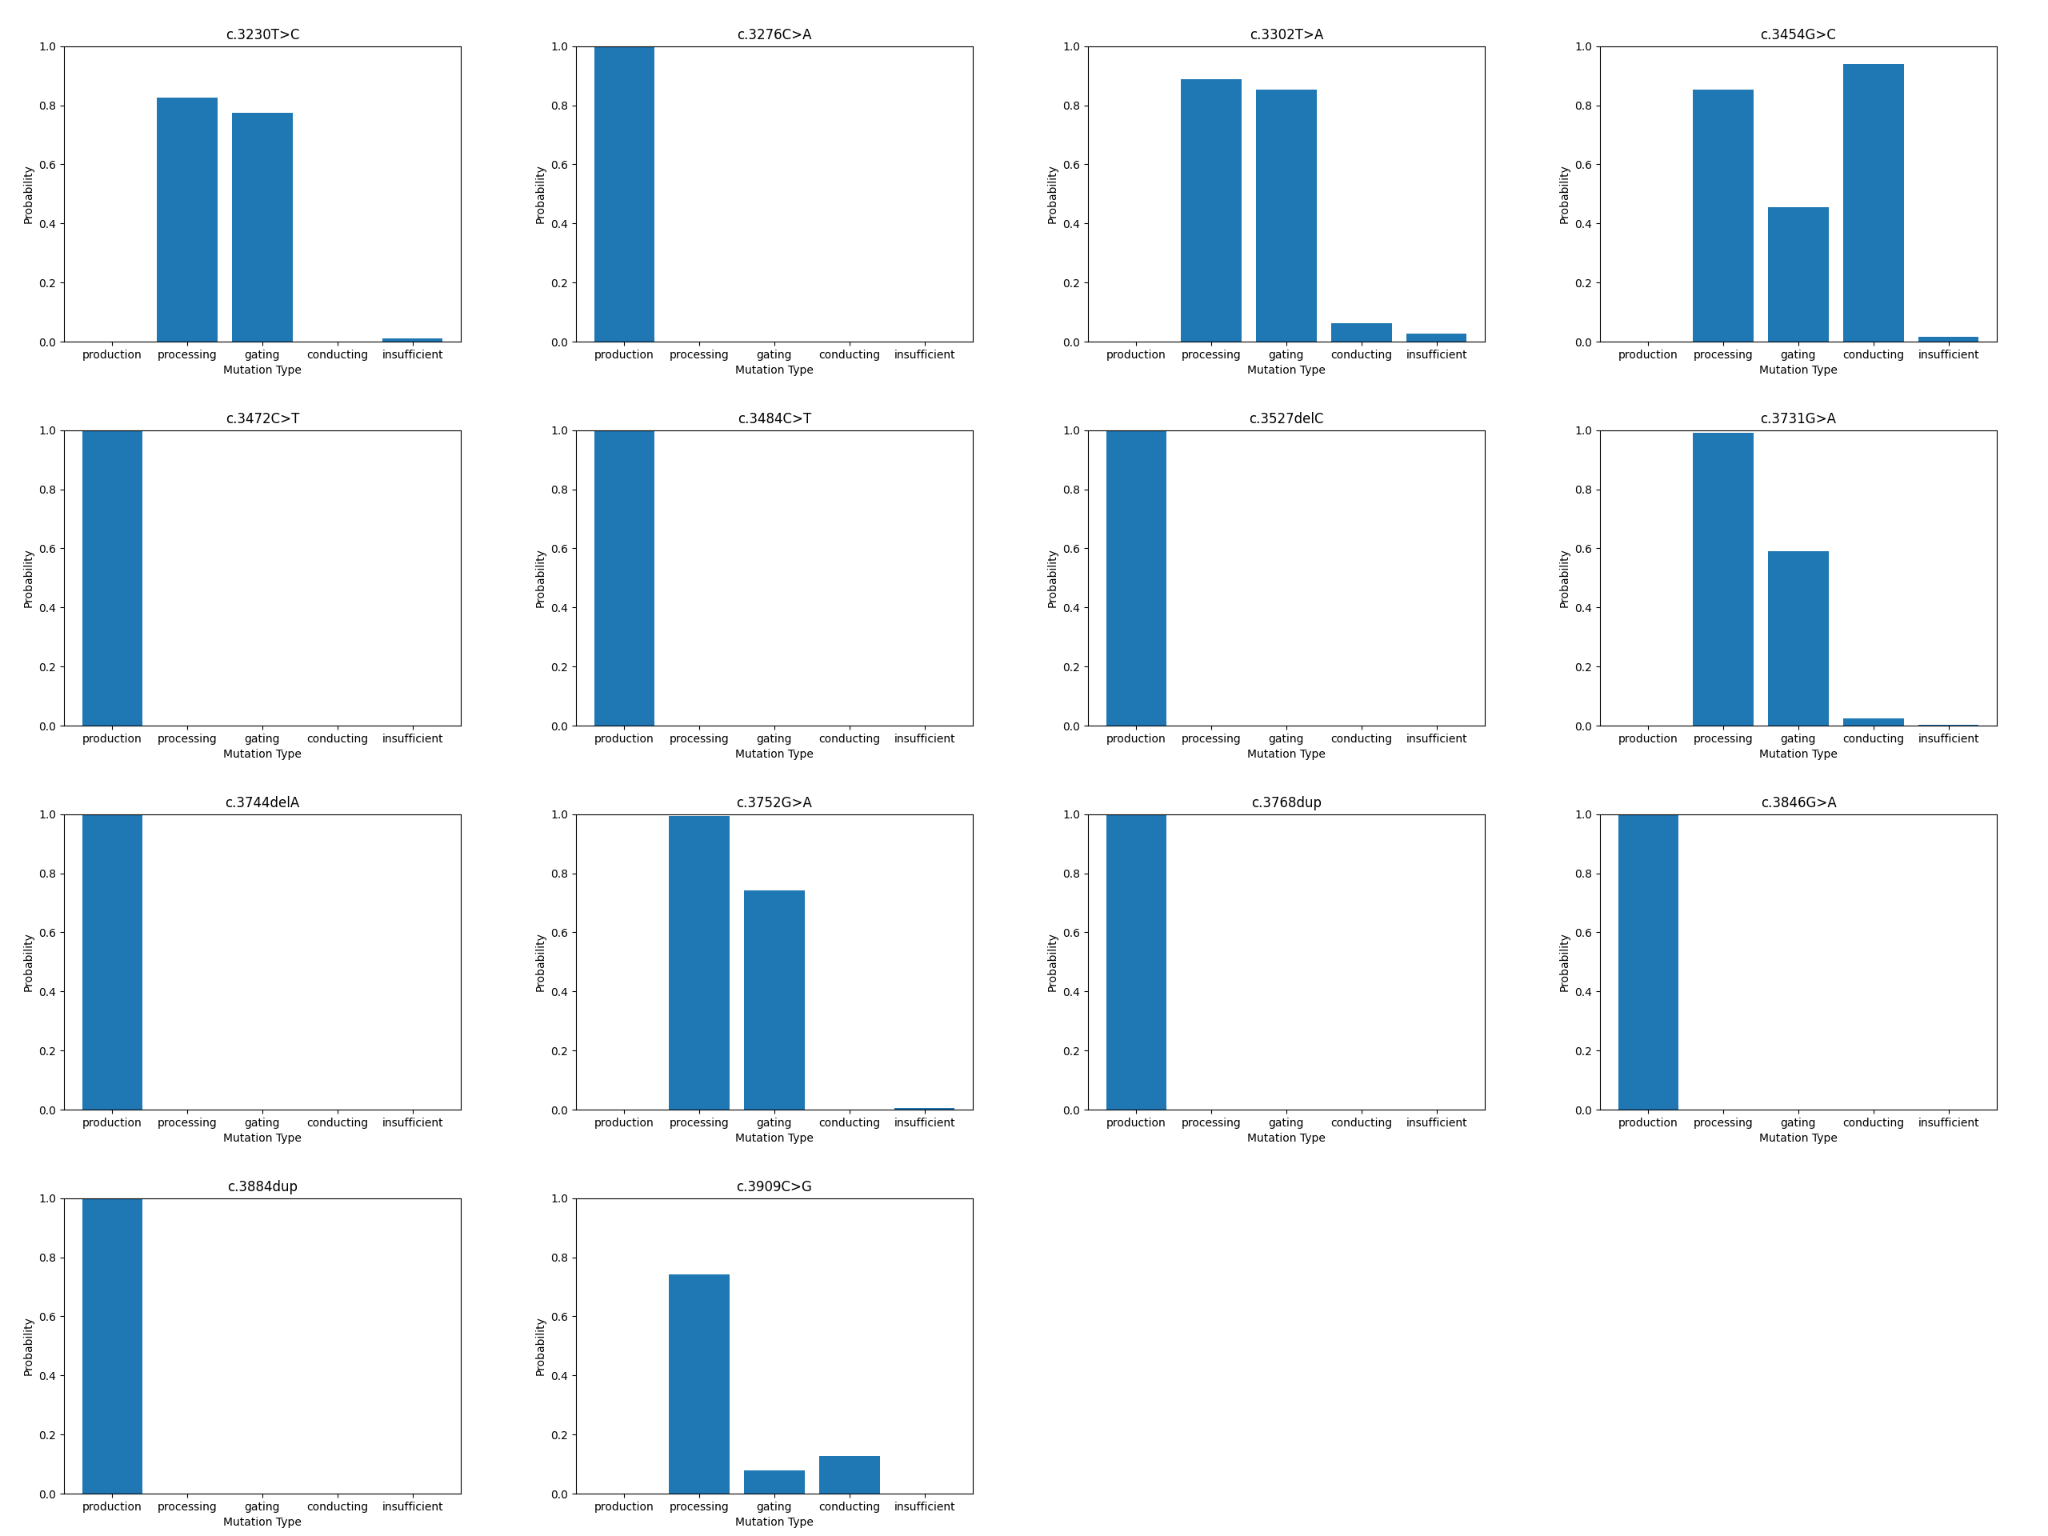 c.3230T>C
1.0
0.8
0.6
0.4
0.2
0.0
Probability
production processing gating conducting insufficient
Mutation Type
c.3276C>A
1.0
0.8
0.6
0.4
0.2
0.0
Probability
production processing gating conducting insufficient
Mutation Type
c.3302T>A
1.0
0.8
0.6
0.4
0.2
0.0
Probability
production processing gating conducting insufficient
Mutation Type
c.3454G>C
1.0
0.8
0.6
0.4
0.2
0.0
Probability
production processing gating conducting insufficient
Mutation Type
c.3472C>T
1.0
0.8
0.6
0.4
0.2
0.0
Probability
production processing gating conducting insufficient
Mutation Type
c.3484C>T
1.0
0.8
0.6
0.4
0.2
0.0
Probability
production processing gating conducting insufficient
Mutation Type
c.3527delC
1.0
0.8
0.6
0.4
0.2
0.0
Probability
production processing gating conducting insufficient
Mutation Type
c.3731G>A
1.0
0.8
0.6
0.4
0.2
0.0
Probability
production processing gating conducting insufficient
Mutation Type
c.3744delA
1.0
0.8
0.6
0.4
0.2
0.0
Probability
production processing gating conducting insufficient
Mutation Type
c.3752G>A
1.0
0.8
0.6
0.4
0.2
0.0
Probability
production processing gating conducting insufficient
Mutation Type
c.3768dup
1.0
0.8
0.6
0.4
0.2
0.0
Probability
production processing gating conducting insufficient
Mutation Type
c.3846G>A
1.0
0.8
0.6
0.4
0.2
0.0
Probability
production processing gating conducting insufficient
Mutation Type
c.3884dup
1.0
0.8
0.6
0.4
0.2
0.0
Probability
production processing gating conducting insufficient
Mutation Type
c.3909C>G
1.0
0.8
0.6
0.4
0.2
0.0
Probability
production processing gating conducting insufficient
Mutation Type